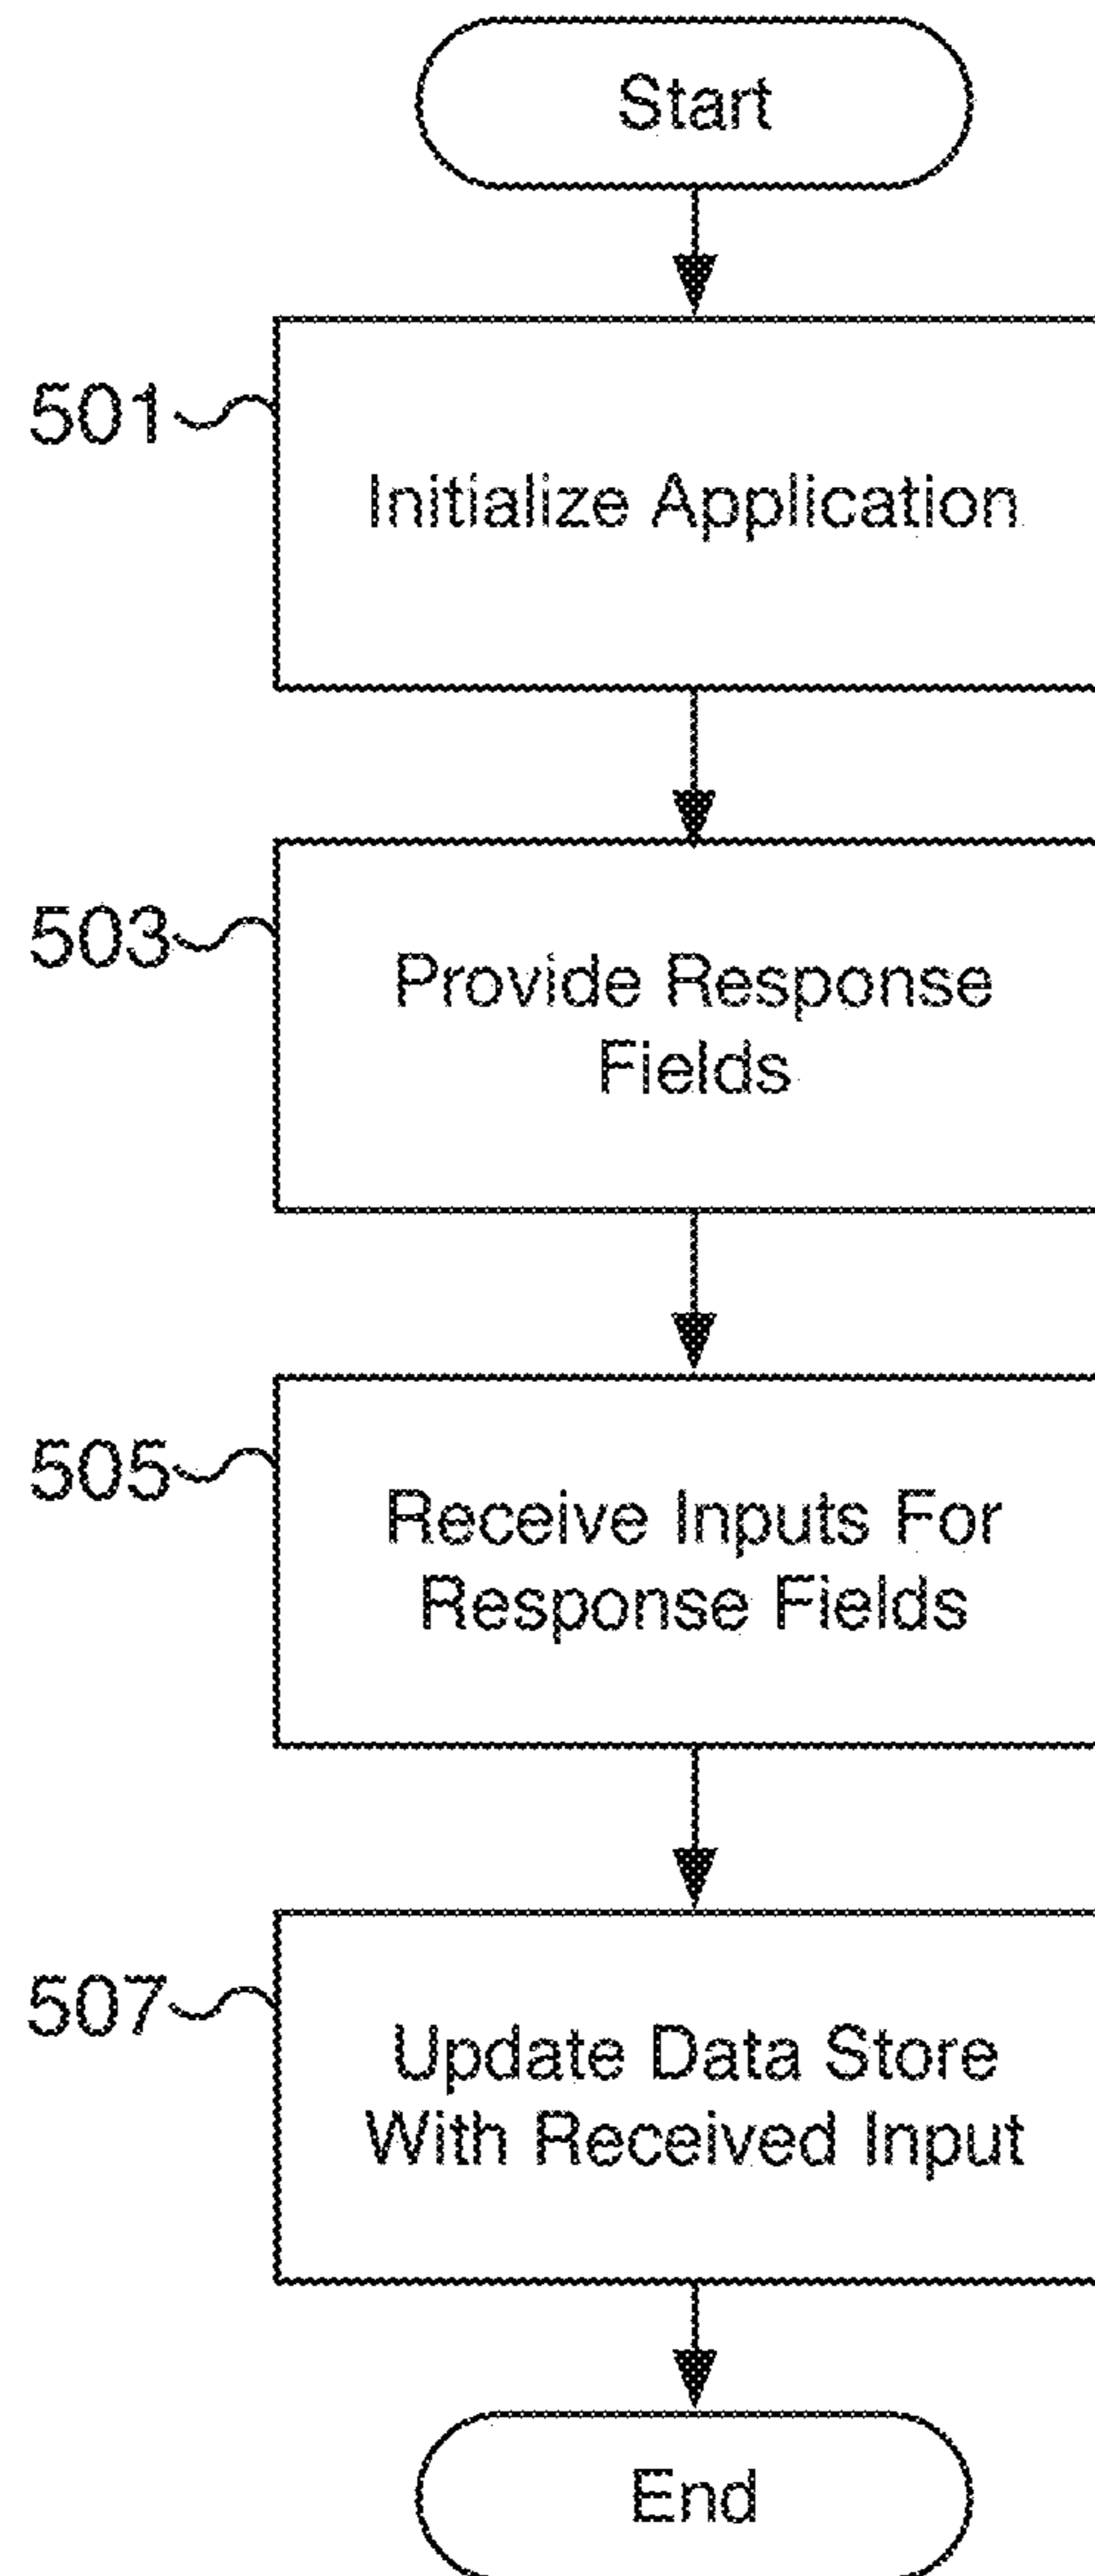 Start
501
Initialize Application
503
Provide Response
Fields
505
Receive Inputs For
Response Fields
507
Update Data Store
With Received Input
End